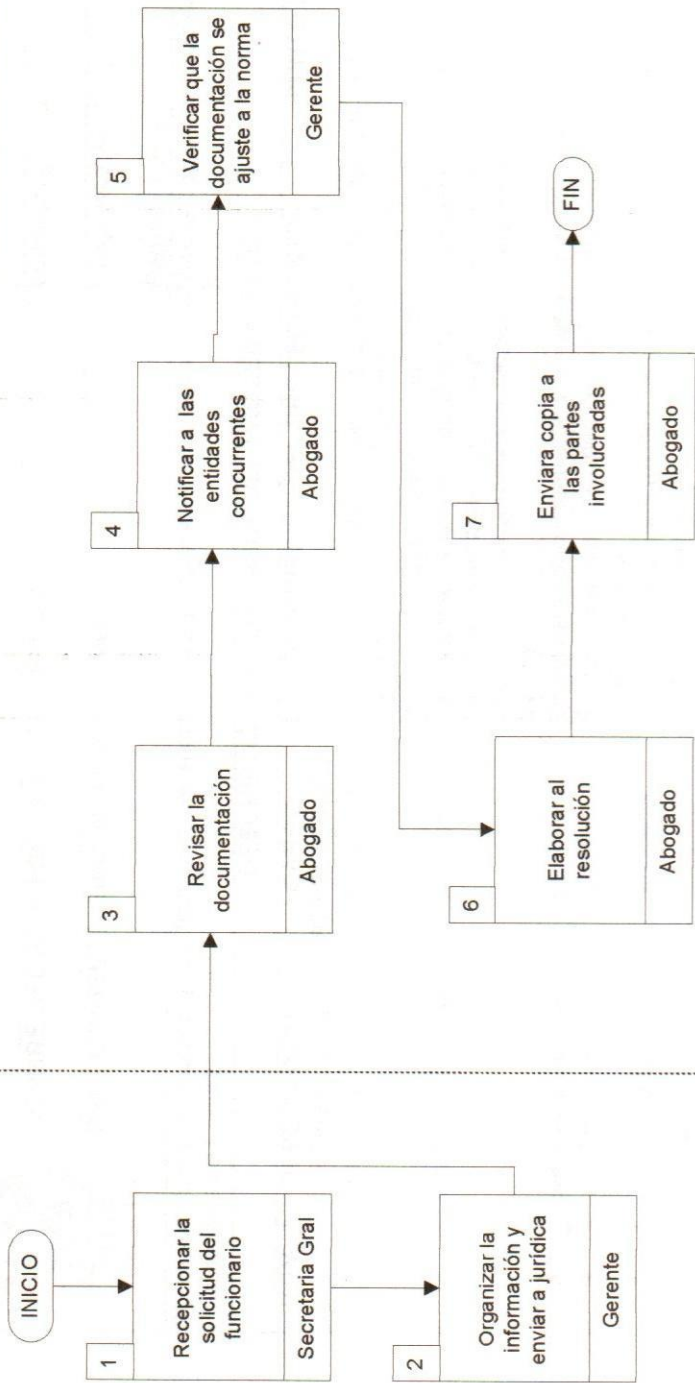 INICIO
1
Recepcionar la
solicitud del
funcionario
Secretaria Gral
2
Organizar la
información y
enviar a jurídica
Gerente
3
Revisar la
documentación
Abogado
4
Notificar a las
entidades
concurrentes
Abogado
5
Verificar que la
documentación se
ajuste a la norma
Gerente
6
Elaborar al
resolución
Abogado
7
Enviara copia a
las partes
involucradas
Abogado
FIN